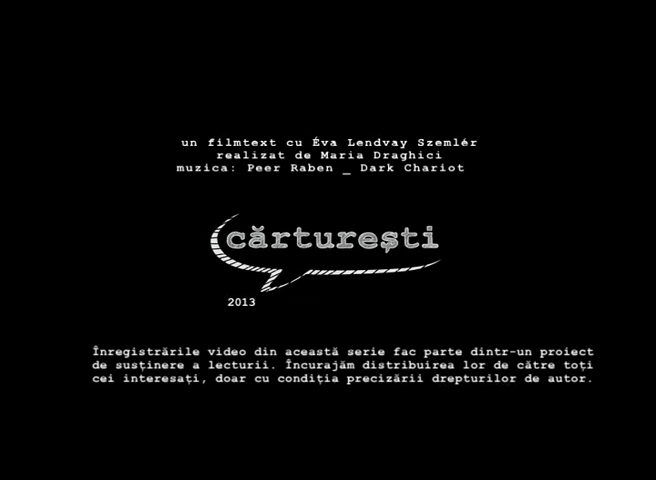 un filmtext cu Éva Lendvay Szemlér
realizat de Maria Draghici
muzica: Peer Raben _ Dark Chariot
cărturești
2013
Înregistrările video din această serie fac parte dintr-un proiect
de susținere a lecturii. Încurajăm distribuirea lor de către toți
cei interesați, doar cu condiția precizării drepturilor de autor.